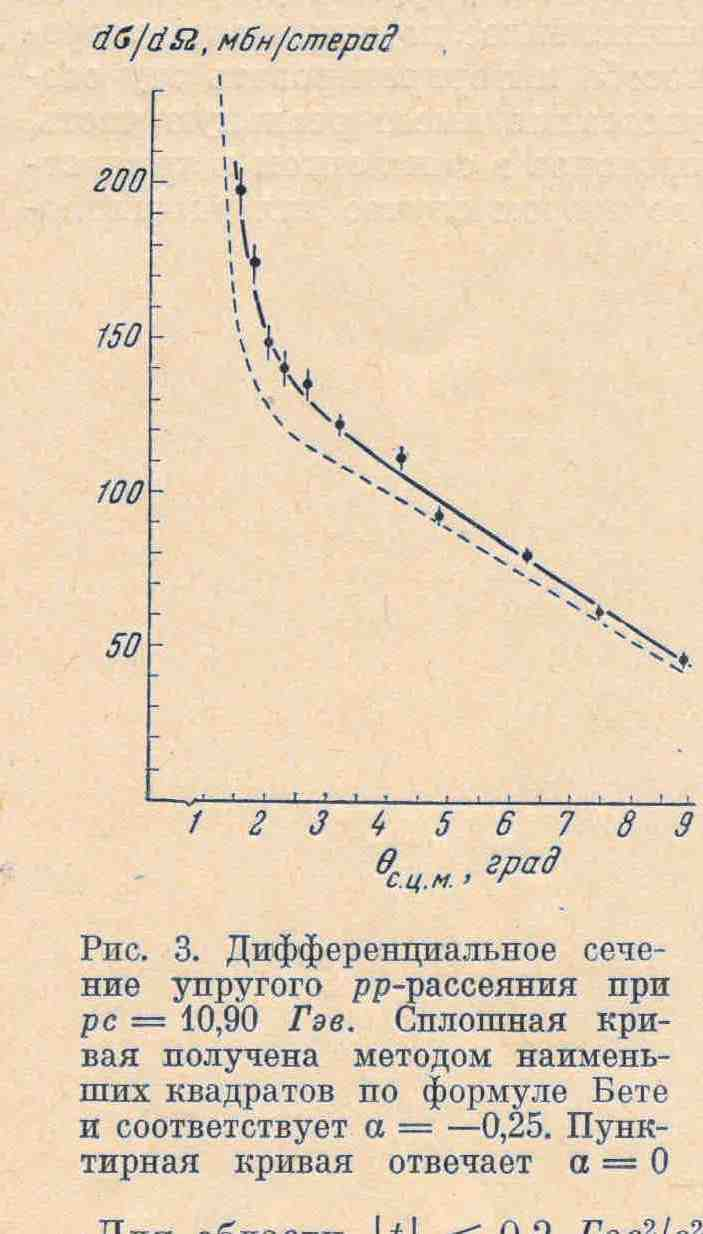 dσ/dΩ, мбн/стерад
200
150
100
50
1 2 3 4 5 6 7 8 9
θс.ц.м., град
Рис. 3. Дифференциальное сече-
ние упругого pp-рассеяния при
pc = 10,90 Гэв. Сплошная кри-
вая получена методом наимень-
ших квадратов по формуле Бете
и соответствует α = —0,25. Пунк-
тирная кривая отвечает α = 0